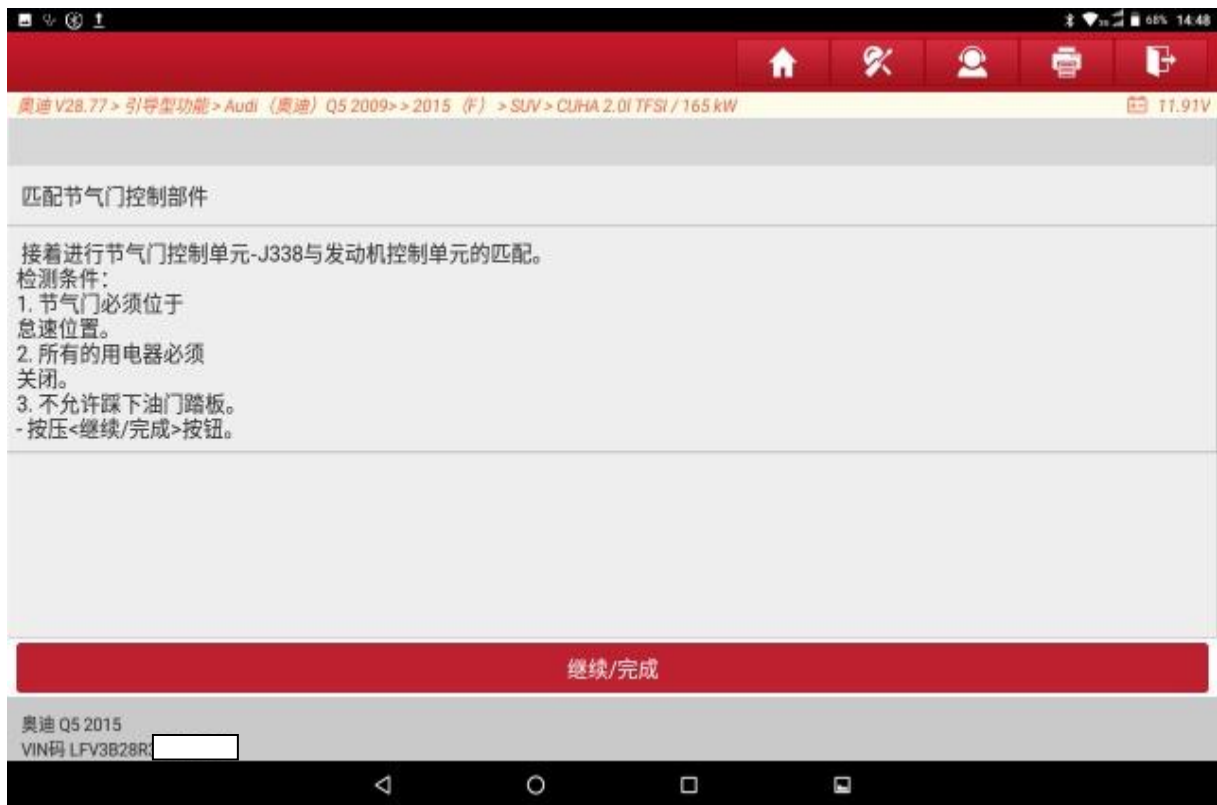 68% 14:48
奥迪 V28.77 > 引导型功能 > Audi（奥迪）Q5 2009> > 2015（F） > SUV > CUHA 2.0l TFSI / 165 kW 11.91V
匹配节气门控制部件
接着进行节气门控制单元-J338与发动机控制单元的匹配。
检测条件：
1. 节气门必须位于
怠速位置。
2. 所有的用电器必须
关闭。
3. 不允许踩下油门踏板。
- 按压<继续/完成>按钮。
继续/完成
奥迪 Q5 2015
VIN码 LFV3B28R